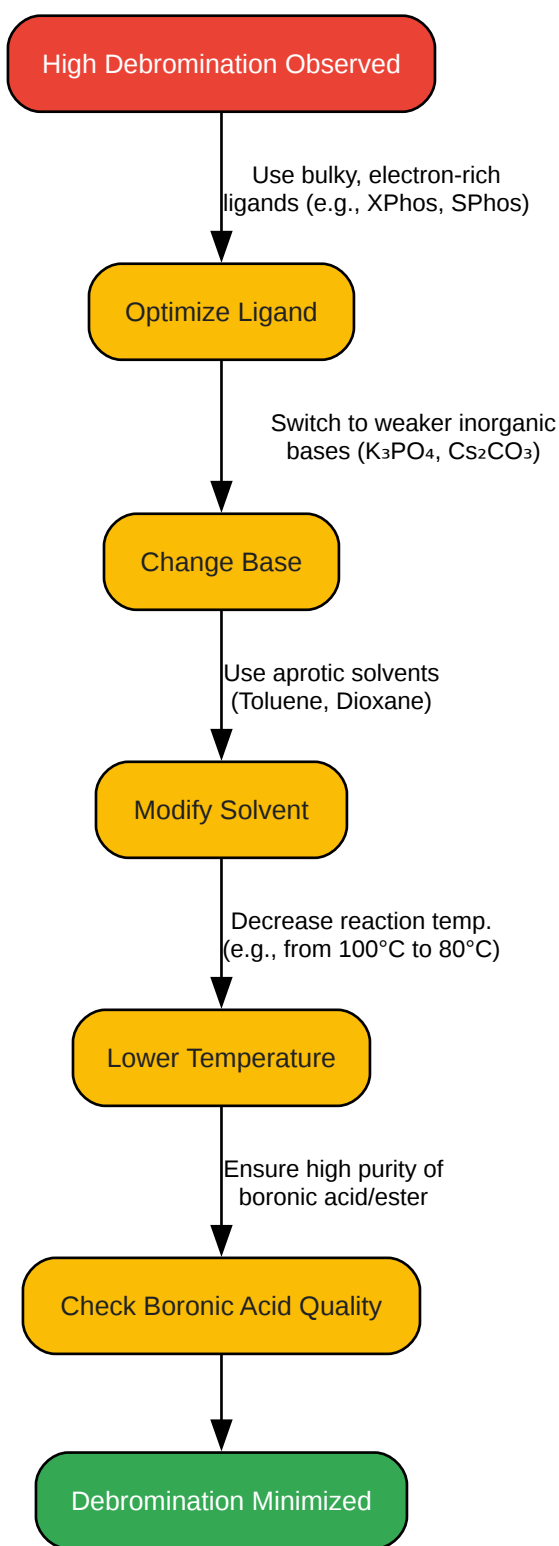 High Debromination Observed
Use bulky, electron-rich
ligands (e.g., XPhos, SPhos)
Optimize Ligand
Switch to weaker inorganic
bases (K₃PO₄, Cs₂CO₃)
Change Base
Use aprotic solvents
(Toluene, Dioxane)
Modify Solvent
Decrease reaction temp.
(e.g., from 100°C to 80°C)
Lower Temperature
Ensure high purity of
boronic acid/ester
Check Boronic Acid Quality
Debromination Minimized